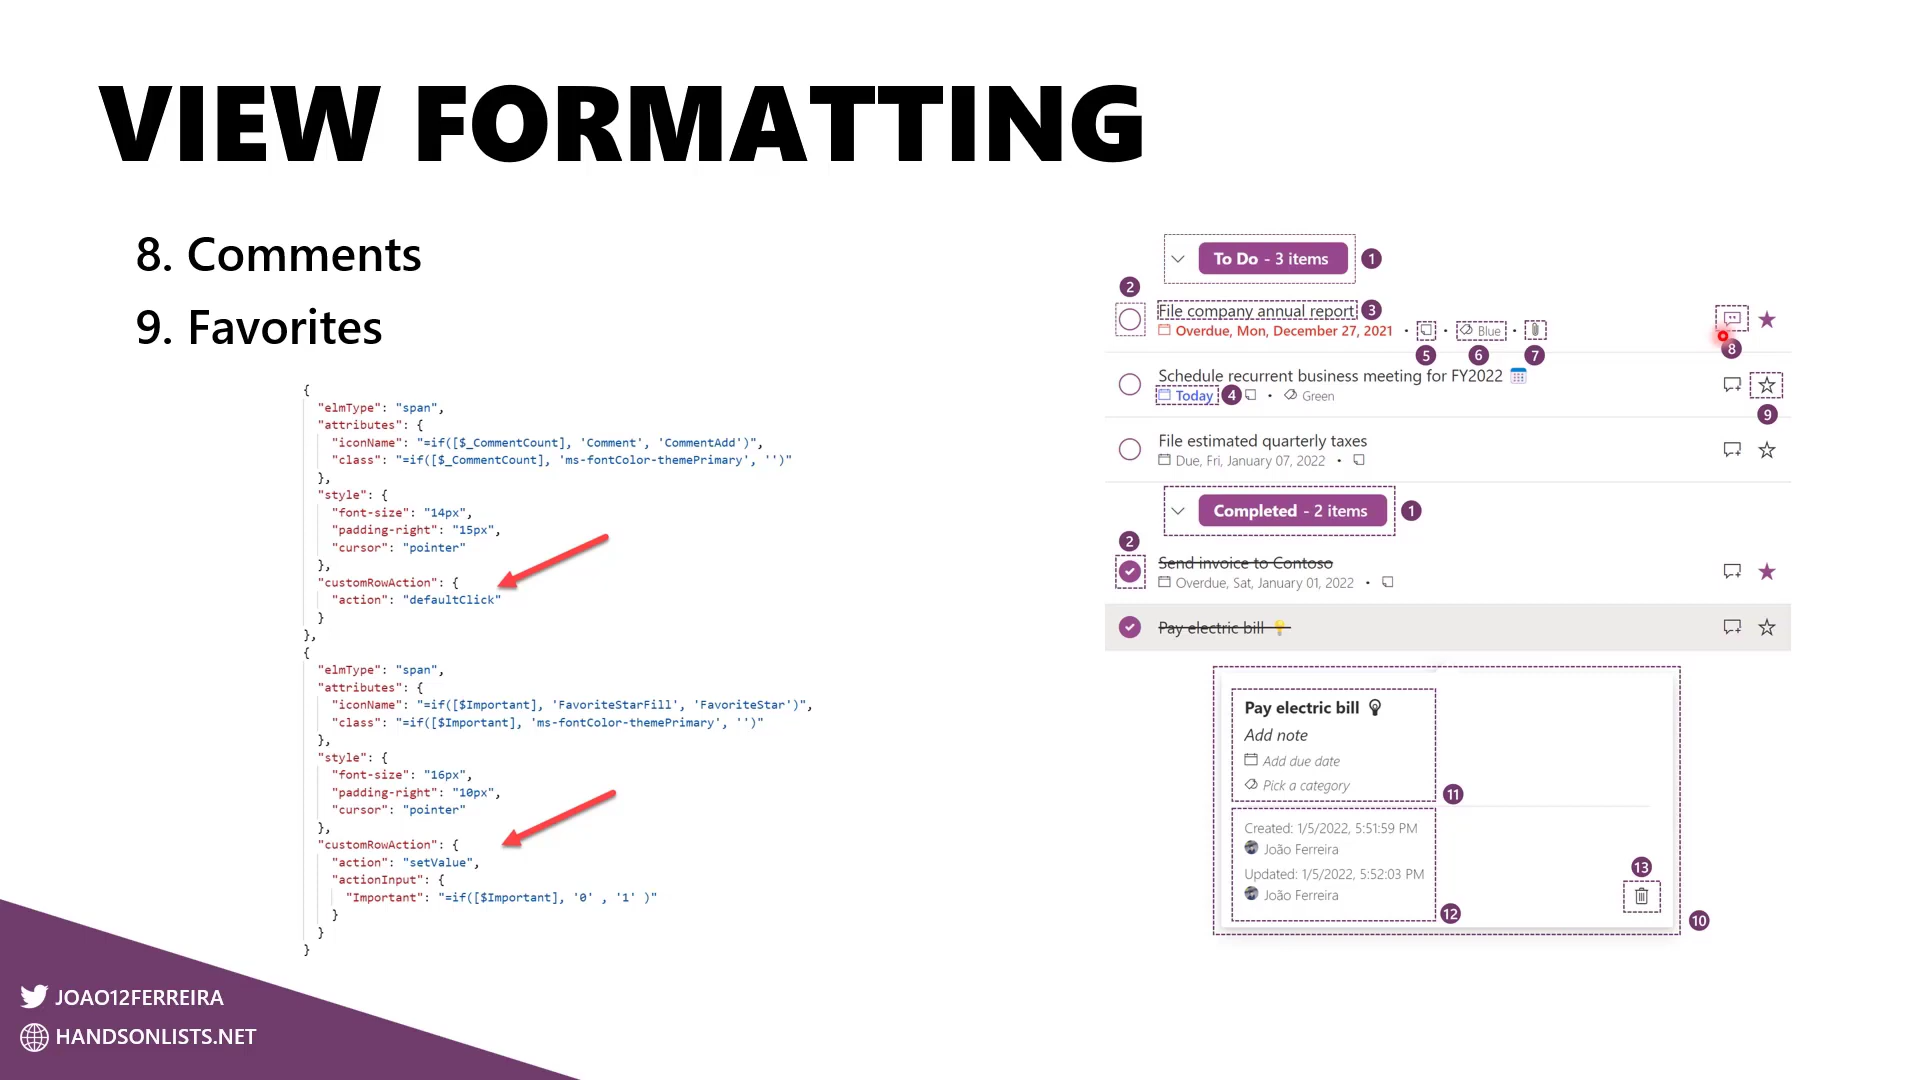 VIEW FORMATTING
8. Comments
9. Favorites
{
"elmType": "span",
"attributes": {
"iconName": "=if([$_CommentCount], 'Comment', 'CommentAdd')",
"class": "=if([$_CommentCount], 'ms-fontColor-themePrimary', '')"
},
"style": {
"font-size": "14px",
"padding-right": "15px",
"cursor": "pointer"
},
"customRowAction": {
"action": "defaultClick"
}
},
{
"elmType": "span",
"attributes": {
"iconName": "=if([$Important], 'FavoriteStarFill', 'FavoriteStar')",
"class": "=if([$Important], 'ms-fontColor-themePrimary', '')"
},
"style": {
"font-size": "16px",
"padding-right": "10px",
"cursor": "pointer"
},
"customRowAction": {
"action": "setValue",
"actionInput": {
"Important": "=if([$Important], '0' , '1' )"
}
}
}
To Do - 3 items 1
2
File company annual report 3
Overdue, Mon, December 27, 2021 • • Blue •
5 6 7 8
Schedule recurrent business meeting for FY2022
Today 4 • Green
9
File estimated quarterly taxes
Due, Fri, January 07, 2022 •
Completed - 2 items 1
2
Send invoice to Contoso
Overdue, Sat, January 01, 2022 •
Pay electric bill
Pay electric bill
Add note
Add due date
Pick a category
11
Created: 1/5/2022, 5:51:59 PM
João Ferreira
Updated: 1/5/2022, 5:52:03 PM
João Ferreira
13
12
10
JOAO12FERREIRA
HANDSONLISTS.NET